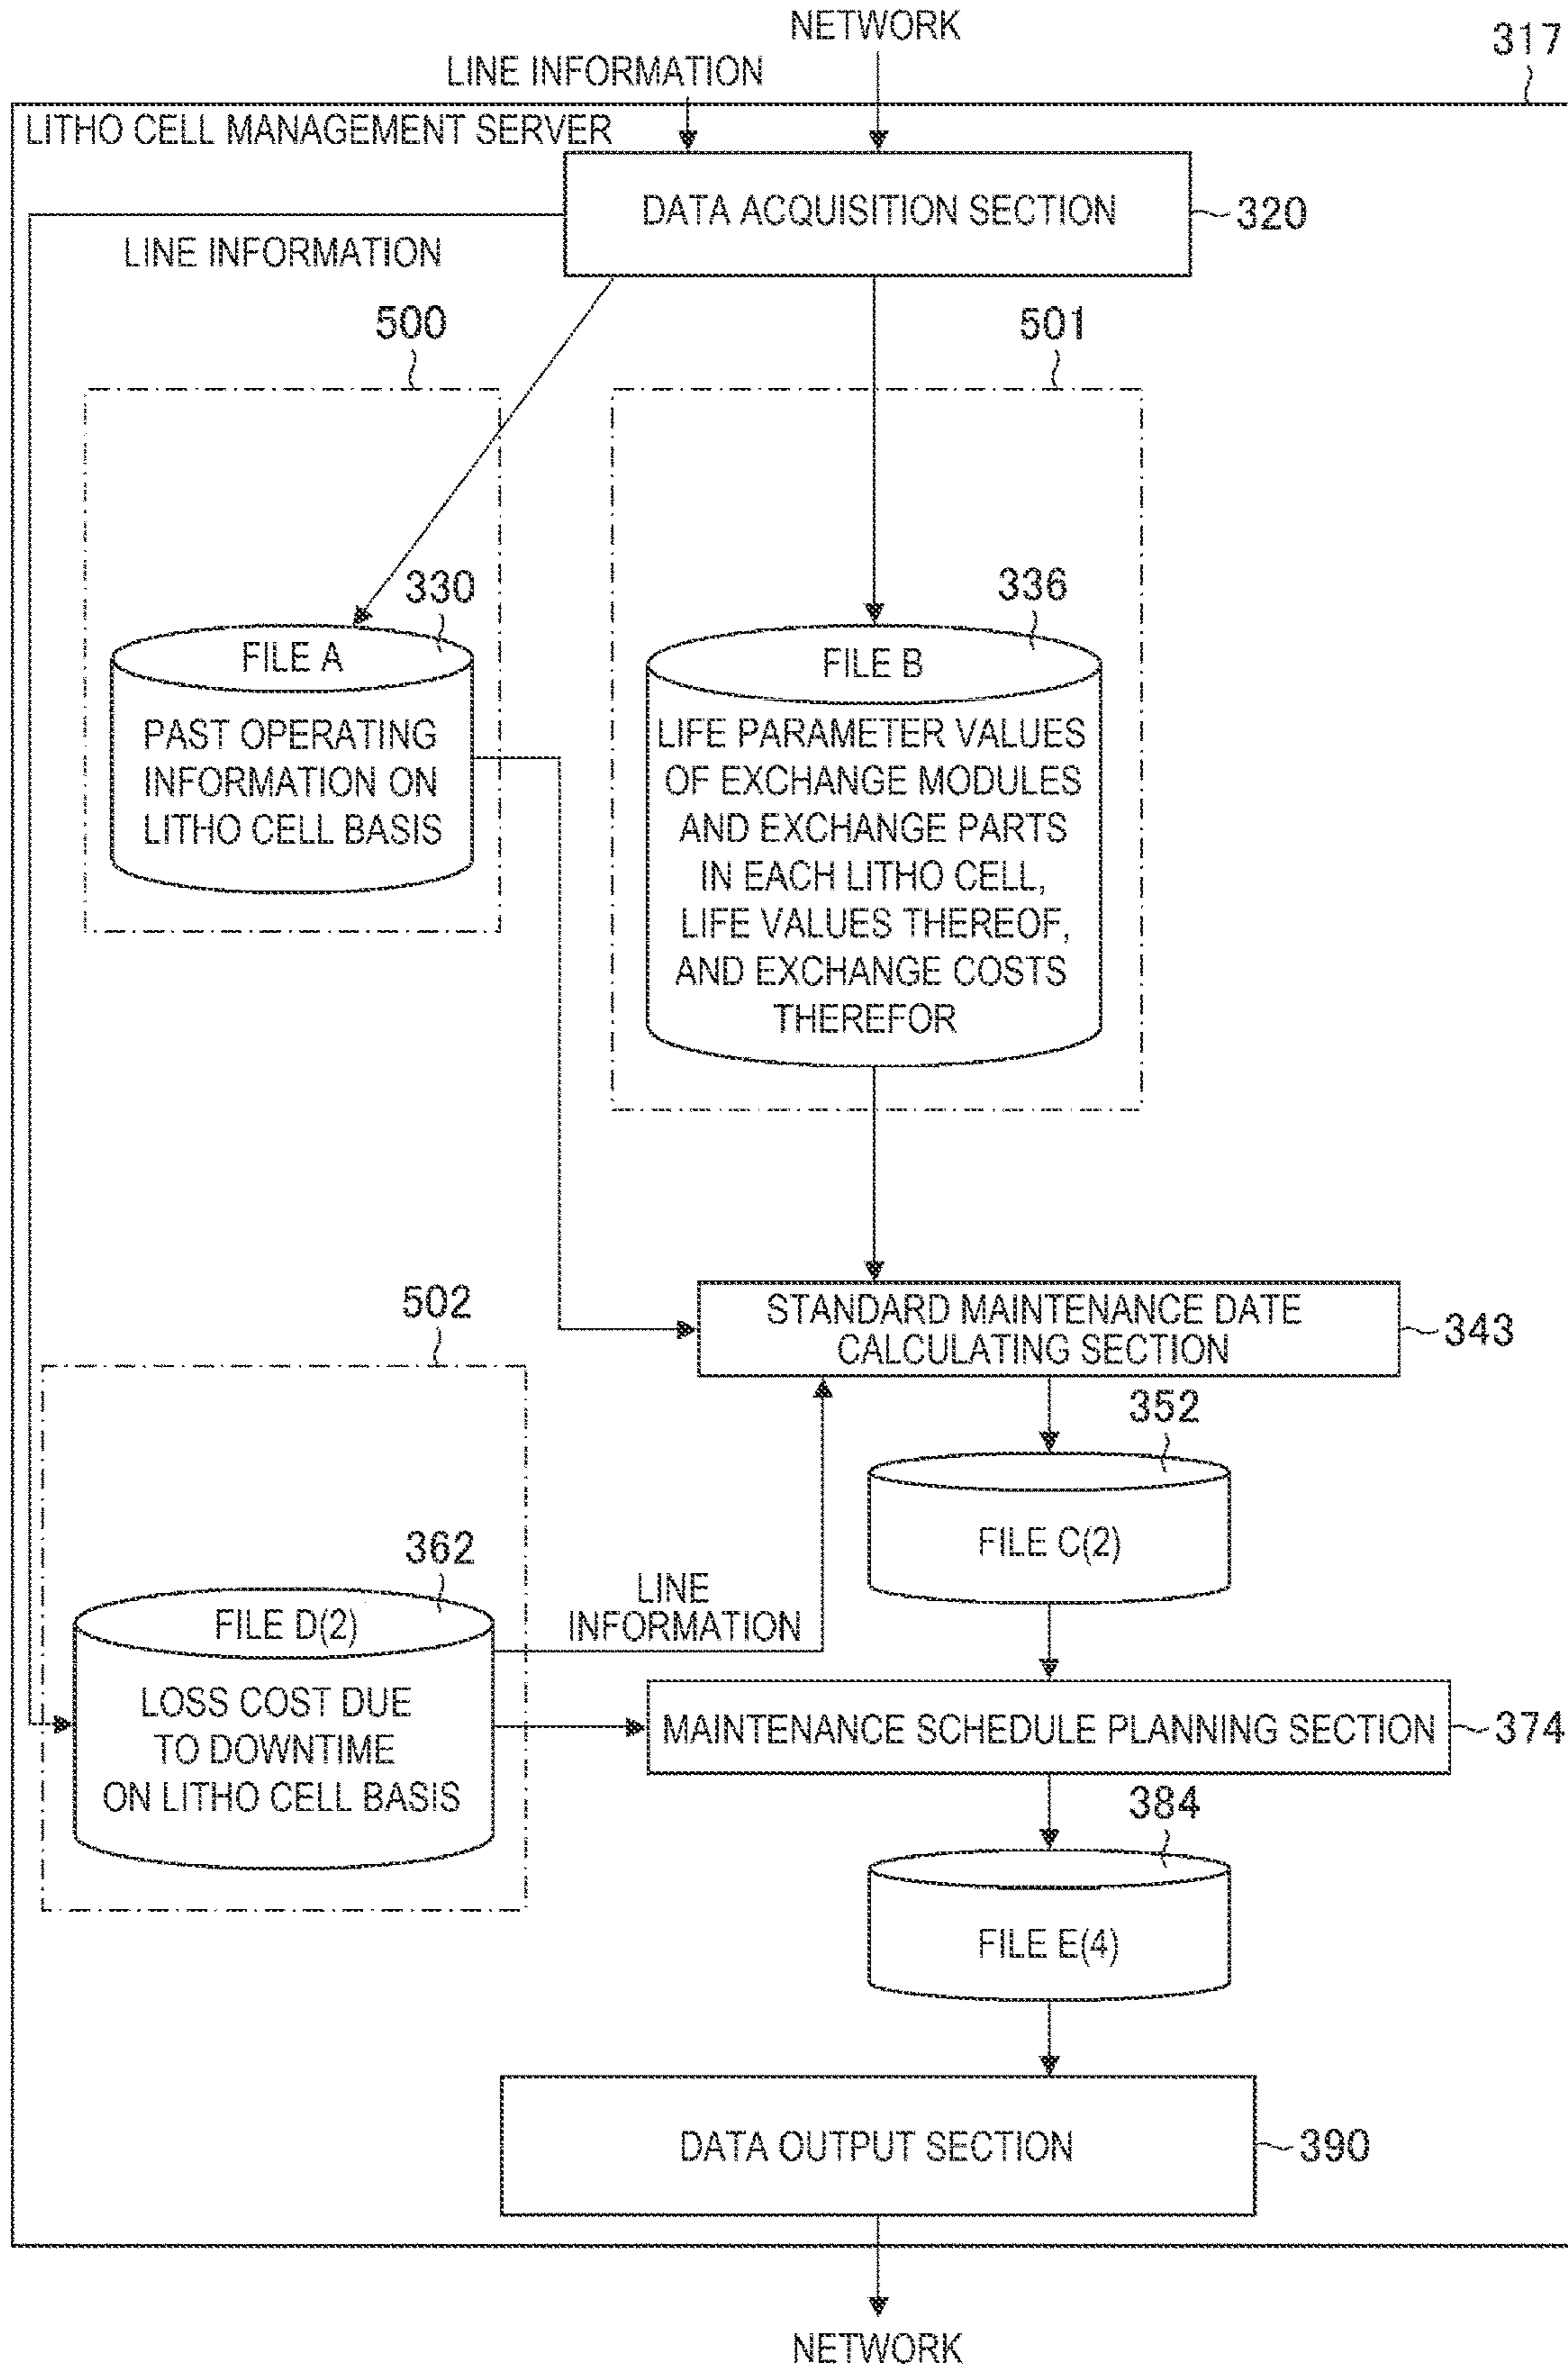 NETWORK
317
LINE INFORMATION
LITHO CELL MANAGEMENT SERVER
DATA ACQUISITION SECTION
320
LINE INFORMATION
500
501
330
336
FILE A
PAST OPERATING
INFORMATION ON
LITHO CELL BASIS
FILE B
LIFE PARAMETER VALUES
OF EXCHANGE MODULES
AND EXCHANGE PARTS
IN EACH LITHO CELL,
LIFE VALUES THEREOF,
AND EXCHANGE COSTS
THEREFOR
502
STANDARD MAINTENANCE DATE
CALCULATING SECTION
343
352
FILE C(2)
362
FILE D(2)
LOSS COST DUE
TO DOWNTIME
ON LITHO CELL BASIS
LINE
INFORMATION
MAINTENANCE SCHEDULE PLANNING SECTION
374
384
FILE E(4)
DATA OUTPUT SECTION
390
NETWORK